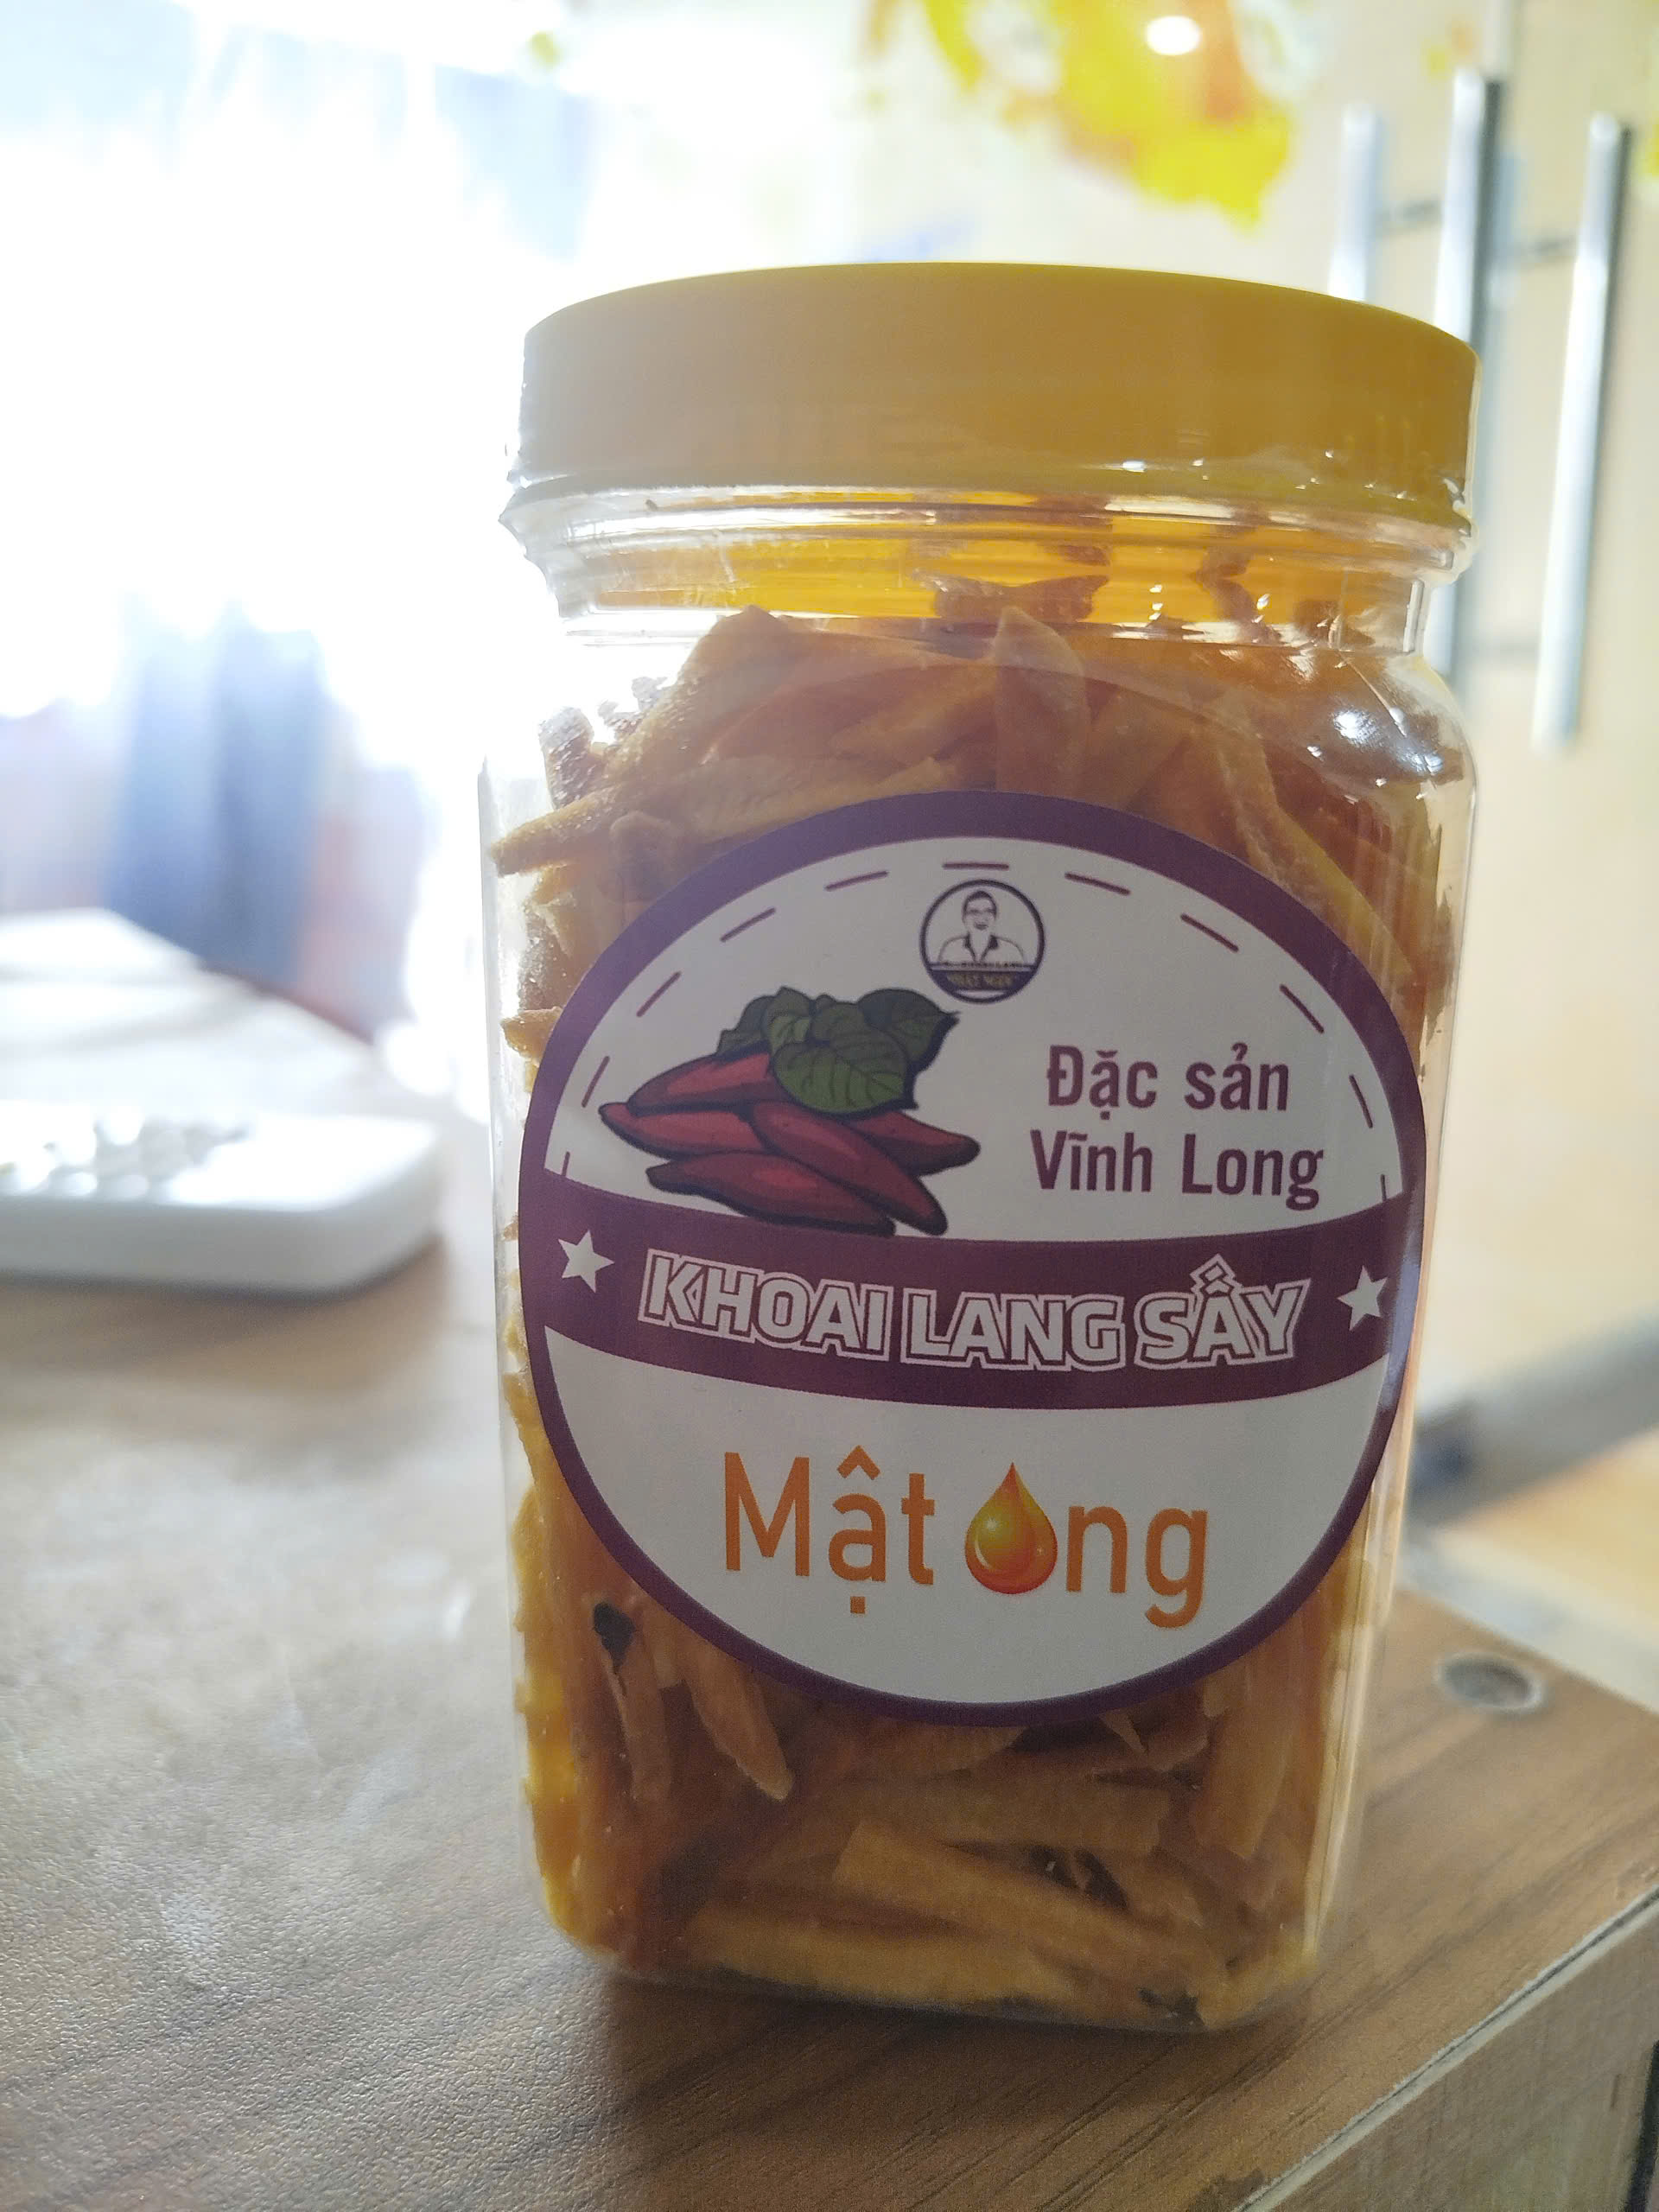 Đặc sản
Vĩnh Long
KHOAI LANG SẤY
Mật ong